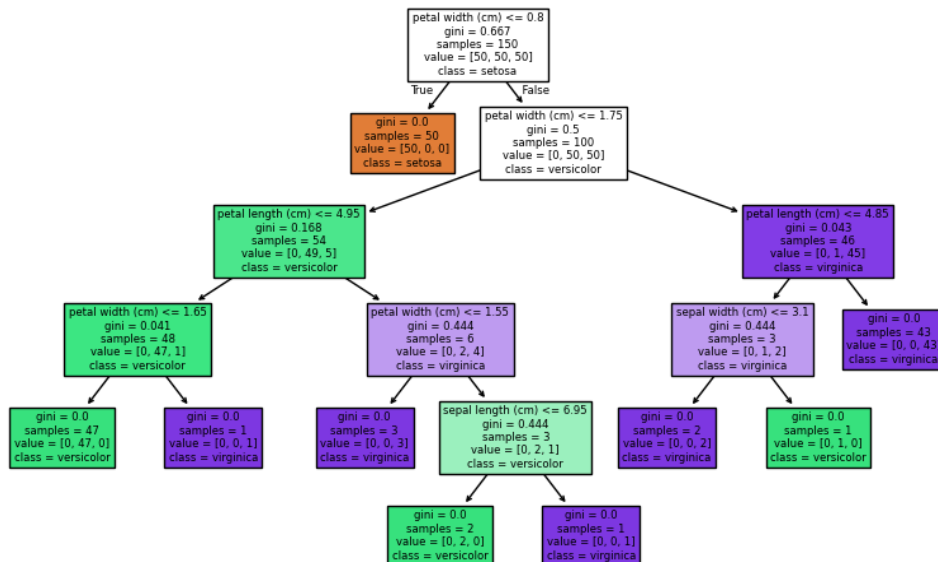 petal width (cm) <= 0.8
gini = 0.667
samples = 150
value = [50, 50, 50]
class = setosa
True
False
gini = 0.0
samples = 50
value = [50, 0, 0]
class = setosa
petal width (cm) <= 1.75
gini = 0.5
samples = 100
value = [0, 50, 50]
class = versicolor
petal length (cm) <= 4.95
gini = 0.168
samples = 54
value = [0, 49, 5]
class = versicolor
petal length (cm) <= 4.85
gini = 0.043
samples = 46
value = [0, 1, 45]
class = virginica
petal width (cm) <= 1.65
gini = 0.041
samples = 48
value = [0, 47, 1]
class = versicolor
petal width (cm) <= 1.55
gini = 0.444
samples = 6
value = [0, 2, 4]
class = virginica
sepal width (cm) <= 3.1
gini = 0.444
samples = 3
value = [0, 1, 2]
class = virginica
gini = 0.0
samples = 43
value = [0, 0, 43]
class = virginica
gini = 0.0
samples = 47
value = [0, 47, 0]
class = versicolor
gini = 0.0
samples = 1
value = [0, 0, 1]
class = virginica
gini = 0.0
samples = 3
value = [0, 0, 3]
class = virginica
sepal length (cm) <= 6.95
gini = 0.444
samples = 3
value = [0, 2, 1]
class = versicolor
gini = 0.0
samples = 2
value = [0, 0, 2]
class = virginica
gini = 0.0
samples = 1
value = [0, 1, 0]
class = versicolor
gini = 0.0
samples = 2
value = [0, 2, 0]
class = versicolor
gini = 0.0
samples = 1
value = [0, 0, 1]
class = virginica